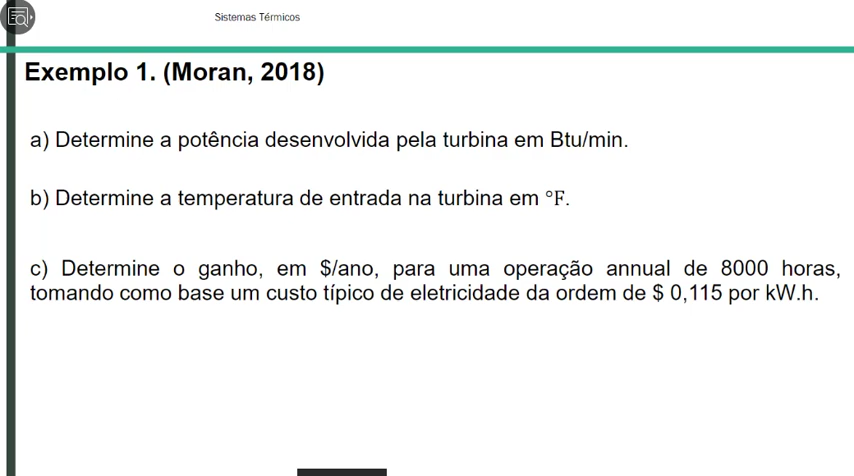 Sistemas Térmicos
Exemplo 1. (Moran, 2018)
a) Determine a potência desenvolvida pela turbina em Btu/min.
b) Determine a temperatura de entrada na turbina em °F.
c) Determine o ganho, em $/ano, para uma operação annual de 8000 horas,
tomando como base um custo típico de eletricidade da ordem de $ 0,115 por kW.h.